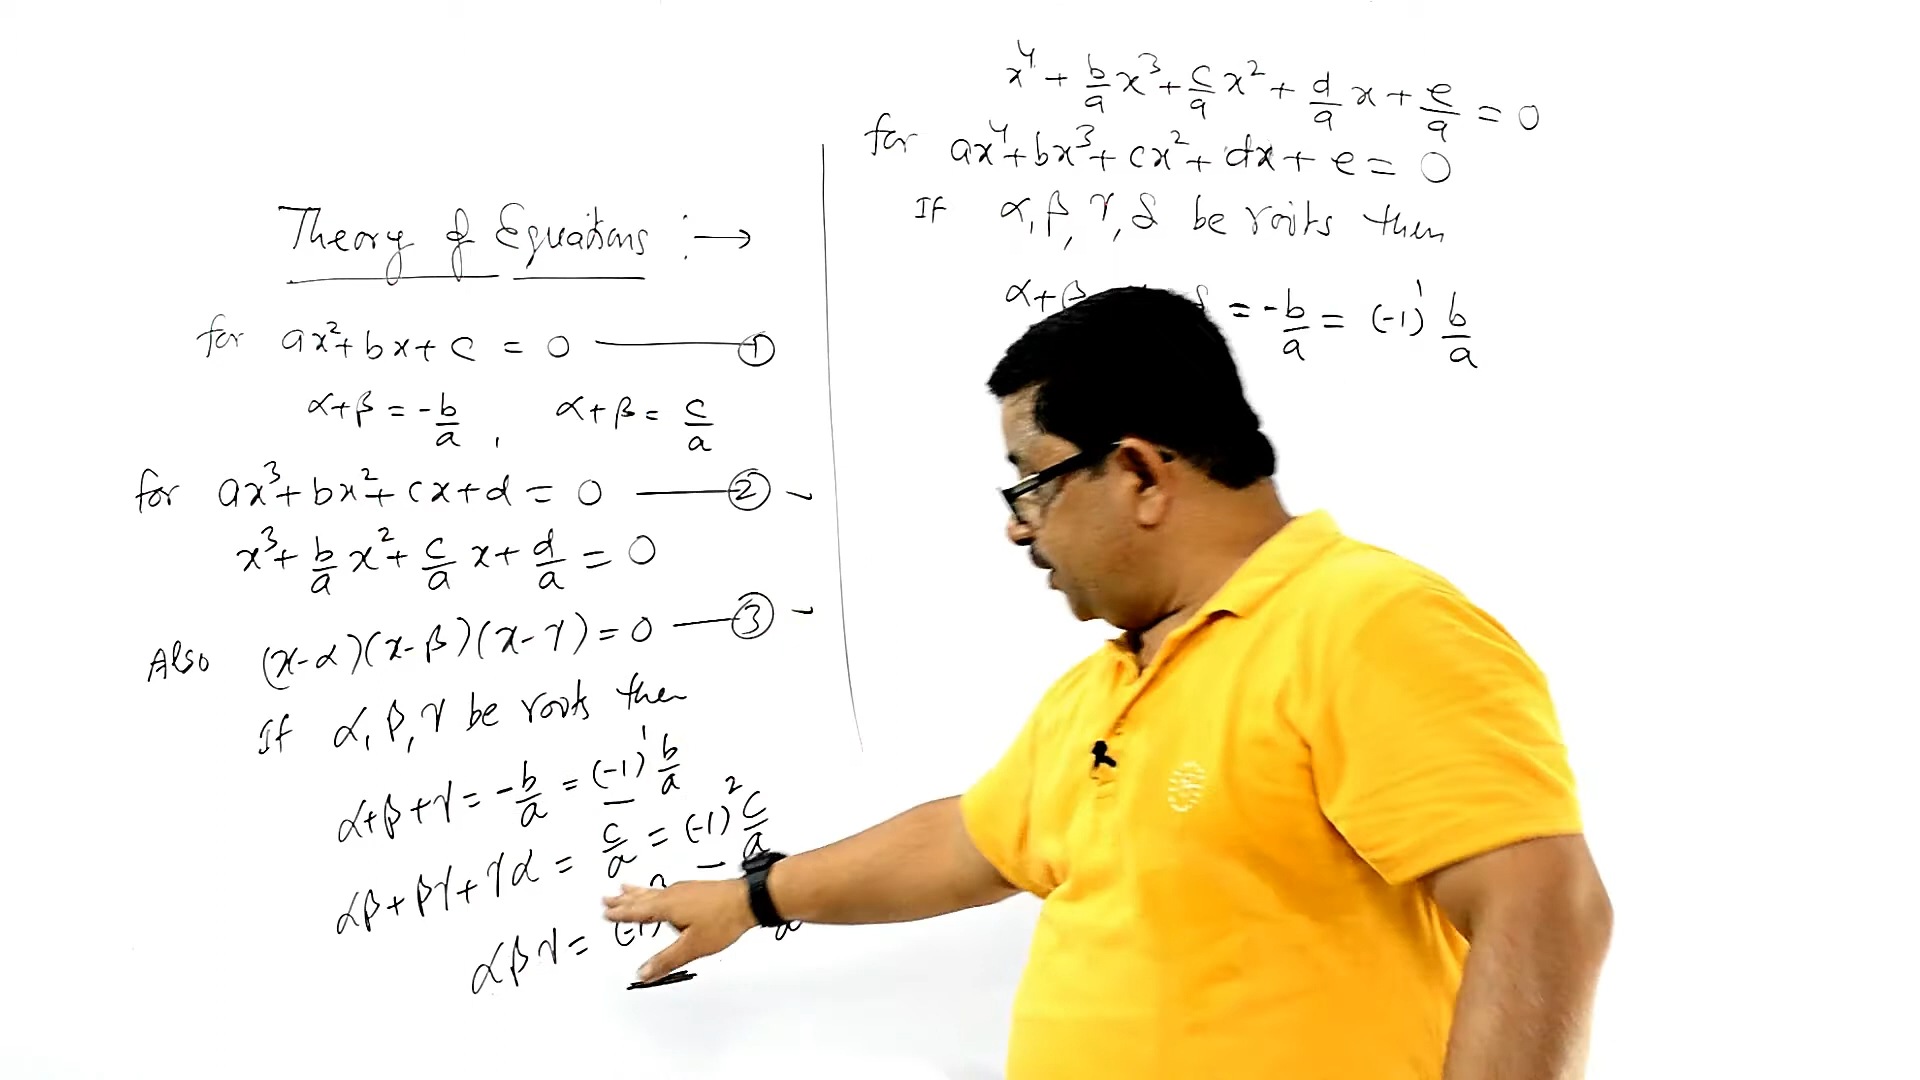 Theory of Equations :→
for ax²+bx+c = 0 ——— ①
α+β = -b/a , α+β = c/a
for ax³+bx²+cx+d = 0 ——— ②
x³+ b/a x²+ c/a x+ d/a = 0
Also (x-α)(x-β)(x-γ) = 0 ——— ③
If α, β, γ be roots then
α+β+γ = -b/a = (-1)¹ b/a
αβ+βγ+γα = c/a = (-1)² c/a
αβγ = (-1)
x⁴ + b/a x³ + c/a x² + d/a x + e/a = 0
for ax⁴+bx³+cx²+dx+e = 0
If α, β, γ, δ be roots then
α+β = -b/a = (-1)¹ b/a